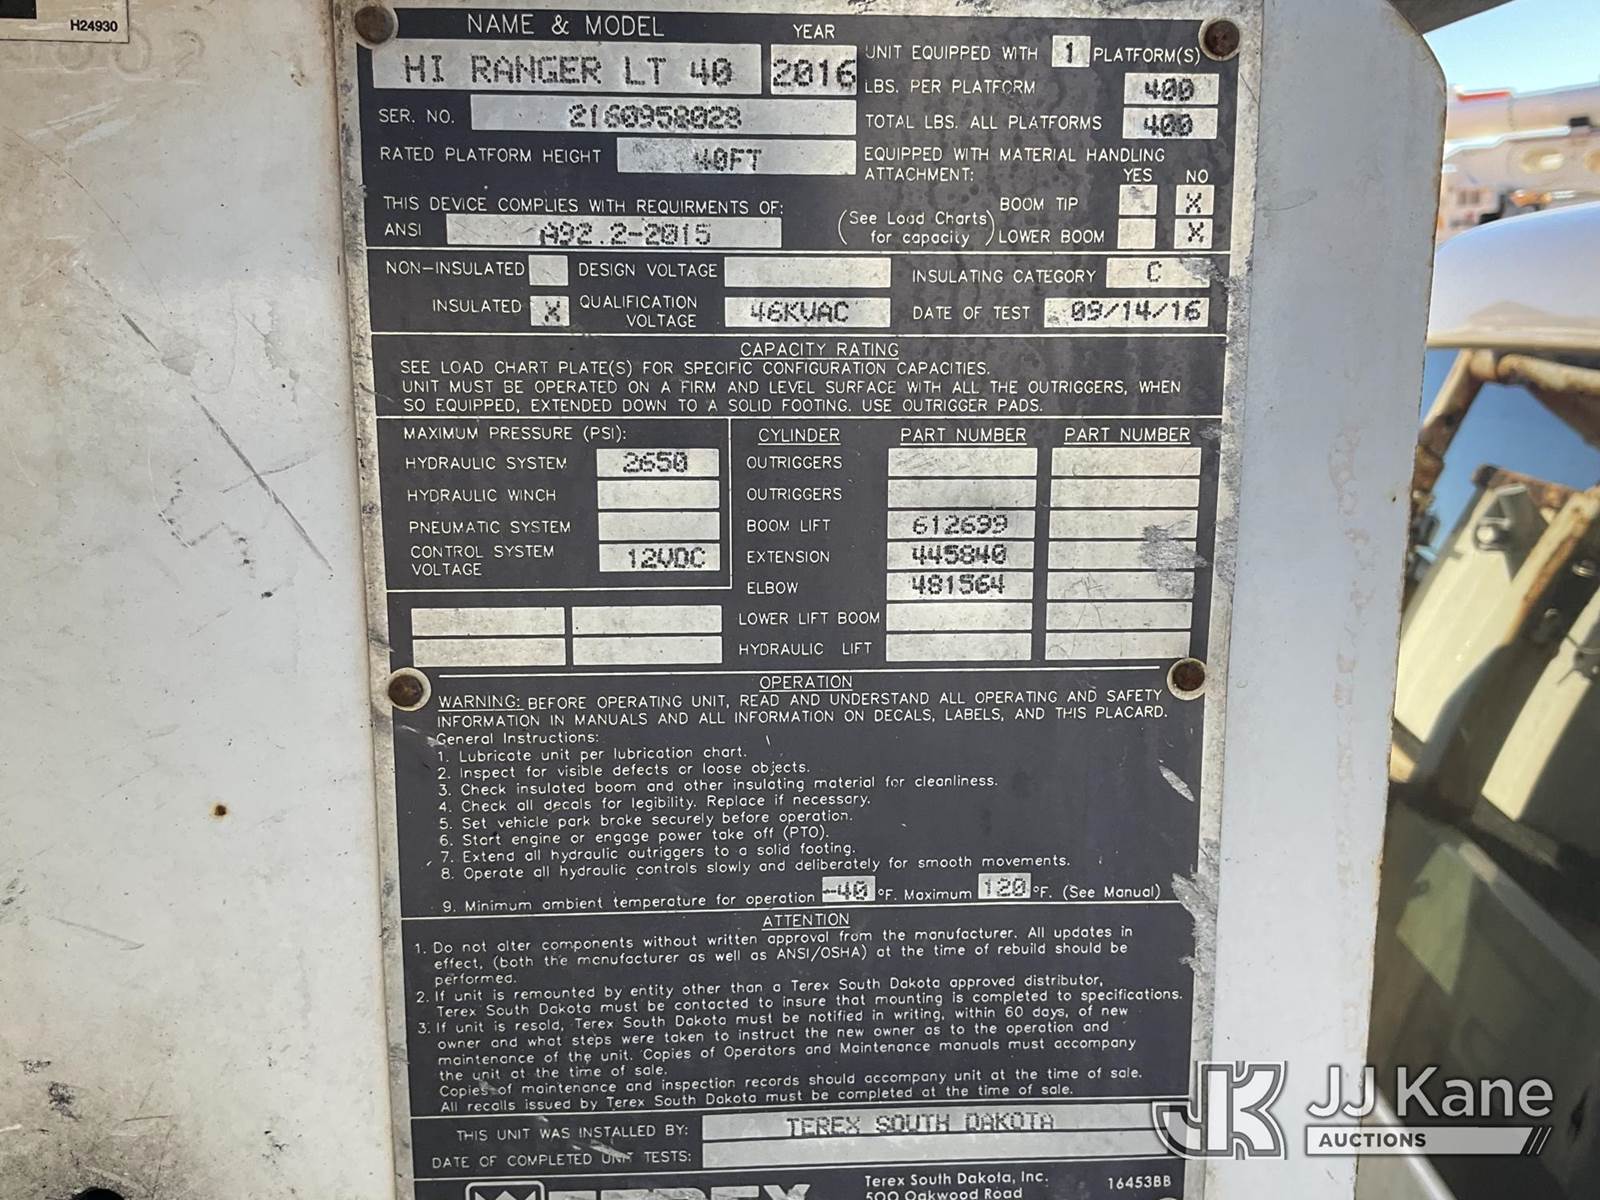 H24930
NAME & MODEL
YEAR
HI RANGER LT 40
2016
UNIT EQUIPPED WITH 1 PLATFORM(S)
LBS. PER PLATFORM 400
SER. NO. 2160958028
TOTAL LBS. ALL PLATFORMS 400
RATED PLATFORM HEIGHT 40FT
EQUIPPED WITH MATERIAL HANDLING
ATTACHMENT: YES NO
THIS DEVICE COMPLIES WITH REQUIRMENTS OF:
ANSI A92.2-2015
(See Load Charts
for capacity)
BOOM TIP X
LOWER BOOM X
NON-INSULATED DESIGN VOLTAGE
INSULATING CATEGORY C
INSULATED X QUALIFICATION
VOLTAGE 46KVAC
DATE OF TEST 09/14/16
CAPACITY RATING
SEE LOAD CHART PLATE(S) FOR SPECIFIC CONFIGURATION CAPACITIES.
UNIT MUST BE OPERATED ON A FIRM AND LEVEL SURFACE WITH ALL THE OUTRIGGERS, WHEN
SO EQUIPPED, EXTENDED DOWN TO A SOLID FOOTING. USE OUTRIGGER PADS.
MAXIMUM PRESSURE (PSI):
HYDRAULIC SYSTEM 2650
HYDRAULIC WINCH
PNEUMATIC SYSTEM
CONTROL SYSTEM
VOLTAGE 12VDC
CYLINDER PART NUMBER PART NUMBER
OUTRIGGERS
OUTRIGGERS
BOOM LIFT 612699
EXTENSION 445840
ELBOW 481564
LOWER LIFT BOOM
HYDRAULIC LIFT
OPERATION
WARNING: BEFORE OPERATING UNIT, READ AND UNDERSTAND ALL OPERATING AND SAFETY
INFORMATION IN MANUALS AND ALL INFORMATION ON DECALS, LABELS, AND THIS PLACARD.
General Instructions:
1. Lubricate unit per lubrication chart.
2. Inspect for visible defects or loose objects.
3. Check insulated boom and other insulating material for cleanliness.
4. Check all decals for legibility. Replace if necessary.
5. Set vehicle park brake securely before operation.
6. Start engine or engage power take off (PTO).
7. Extend all hydraulic outriggers to a solid footing.
8. Operate all hydraulic controls slowly and deliberately for smooth movements.
9. Minimum ambient temperature for operation -40 °F. Maximum 120 °F. (See Manual)
ATTENTION
1. Do not alter components without written approval from the manufacturer. All updates in
effect, (both the manufacturer as well as ANSI/OSHA) at the time of rebuild should be
performed.
2. If unit is remounted by entity other than a Terex South Dakota approved distributor,
Terex South Dakota must be contacted to insure that mounting is completed to specifications.
3. If unit is resold, Terex South Dakota must be notified in writing, within 60 days, of new
owner and what steps were taken to instruct the new owner as to the operation and
maintenance of the unit. Copies of Operators and Maintenance manuals must accompany
the unit at the time of sale.
Copies of maintenance and inspection records should accompany unit at the time of sale.
All recalls issued by Terex South Dakota must be completed at the time of sale.
THIS UNIT WAS INSTALLED BY: TEREX SOUTH DAKOTA
DATE OF COMPLETED UNIT TESTS:
TEREX
Terex South Dakota, Inc.
500 Oakwood Road
16453BB
JK JJ Kane
AUCTIONS